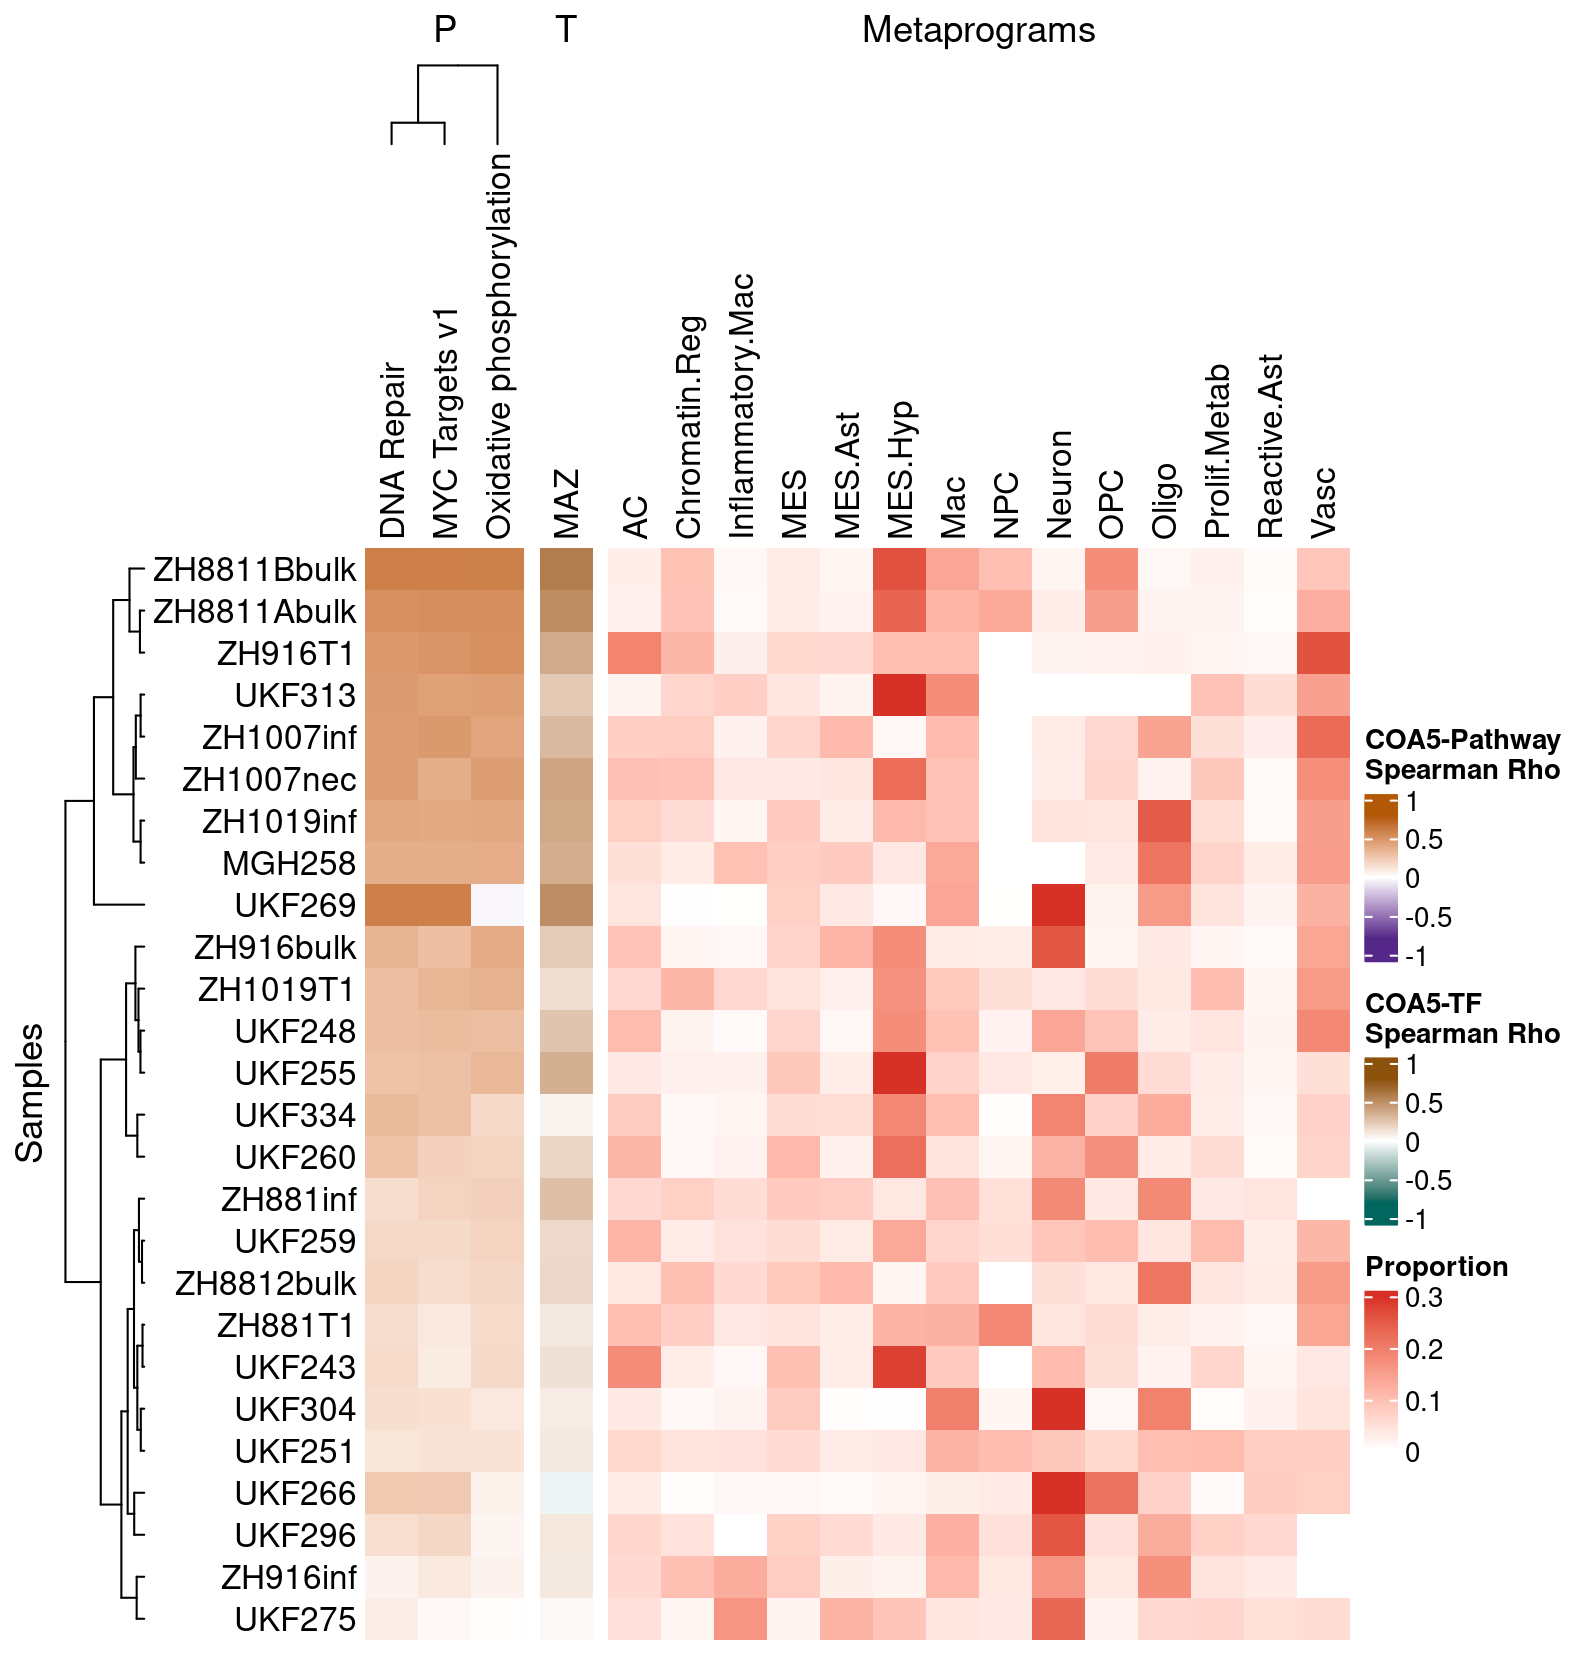 P T Metaprograms
DNA Repair
MYC Targets v1
Oxidative phosphorylation
MAZ
AC
Chromatin.Reg
Inflammatory.Mac
MES
MES.Ast
MES.Hyp
Mac
NPC
Neuron
OPC
Oligo
Prolif.Metab
Reactive.Ast
Vasc
Samples
ZH8811Bbulk
ZH8811Abulk
ZH916T1
UKF313
ZH1007inf
ZH1007nec
ZH1019inf
MGH258
UKF269
ZH916bulk
ZH1019T1
UKF248
UKF255
UKF334
UKF260
ZH881inf
UKF259
ZH8812bulk
ZH881T1
UKF243
UKF304
UKF251
UKF266
UKF296
ZH916inf
UKF275
COA5-Pathway
Spearman Rho
1
0.5
0
-0.5
-1
COA5-TF
Spearman Rho
1
0.5
0
-0.5
-1
Proportion
0.3
0.2
0.1
0